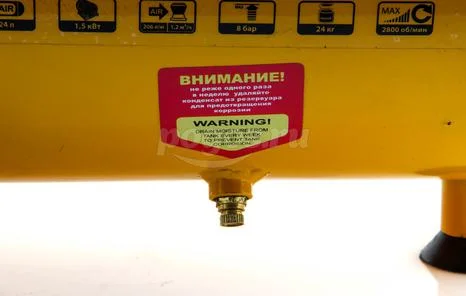 AIR AIR MAX
24 л 1,5 кВт 206 л/м 1,2 м³/ч 8 бар 24 кг 2800 об/мин
ВНИМАНИЕ!
не реже одного раза
в неделю удаляйто
конденсат из резервуара
для предотвращения
коррозии
WARNING!
DRAIN MOISTURE FROM
TANK EVERY WEEK
TO PREVENT TANK
CORROSION